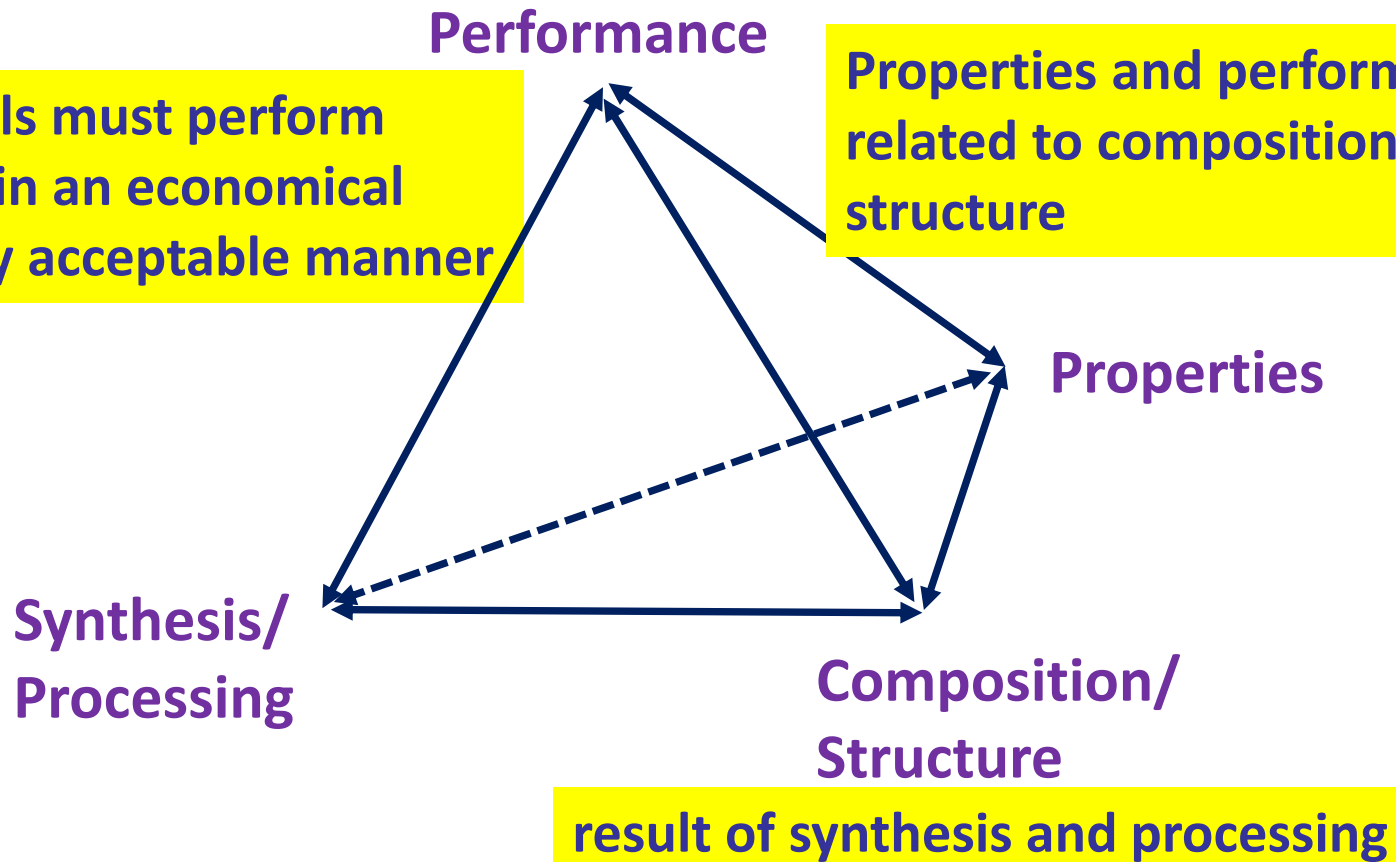 Performance
ls must perform
in an economical
y acceptable manner
Properties and perform
related to composition
structure
Properties
Synthesis/
Processing
Composition/
Structure
result of synthesis and processing